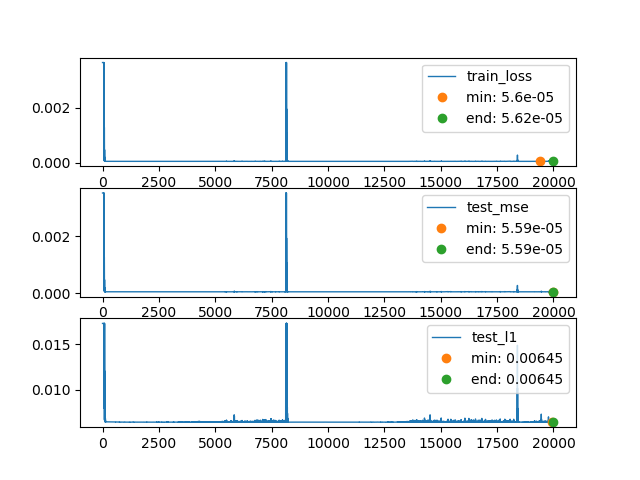 train_loss
min: 5.6e-05
end: 5.62e-05
0.002
0.000
0 2500 5000 7500 10000 12500 15000 17500 20000
test_mse
min: 5.59e-05
end: 5.59e-05
0.002
0.000
0 2500 5000 7500 10000 12500 15000 17500 20000
test_l1
min: 0.00645
end: 0.00645
0.015
0.010
0 2500 5000 7500 10000 12500 15000 17500 20000